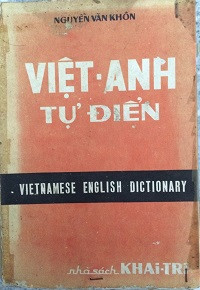 NGUYỄN VĂN KHÔN
VIỆT-ANH
TỰ ĐIỂN
- VIETNAMESE ENGLISH DICTIONARY
nhà sách KHAI-TRÍ